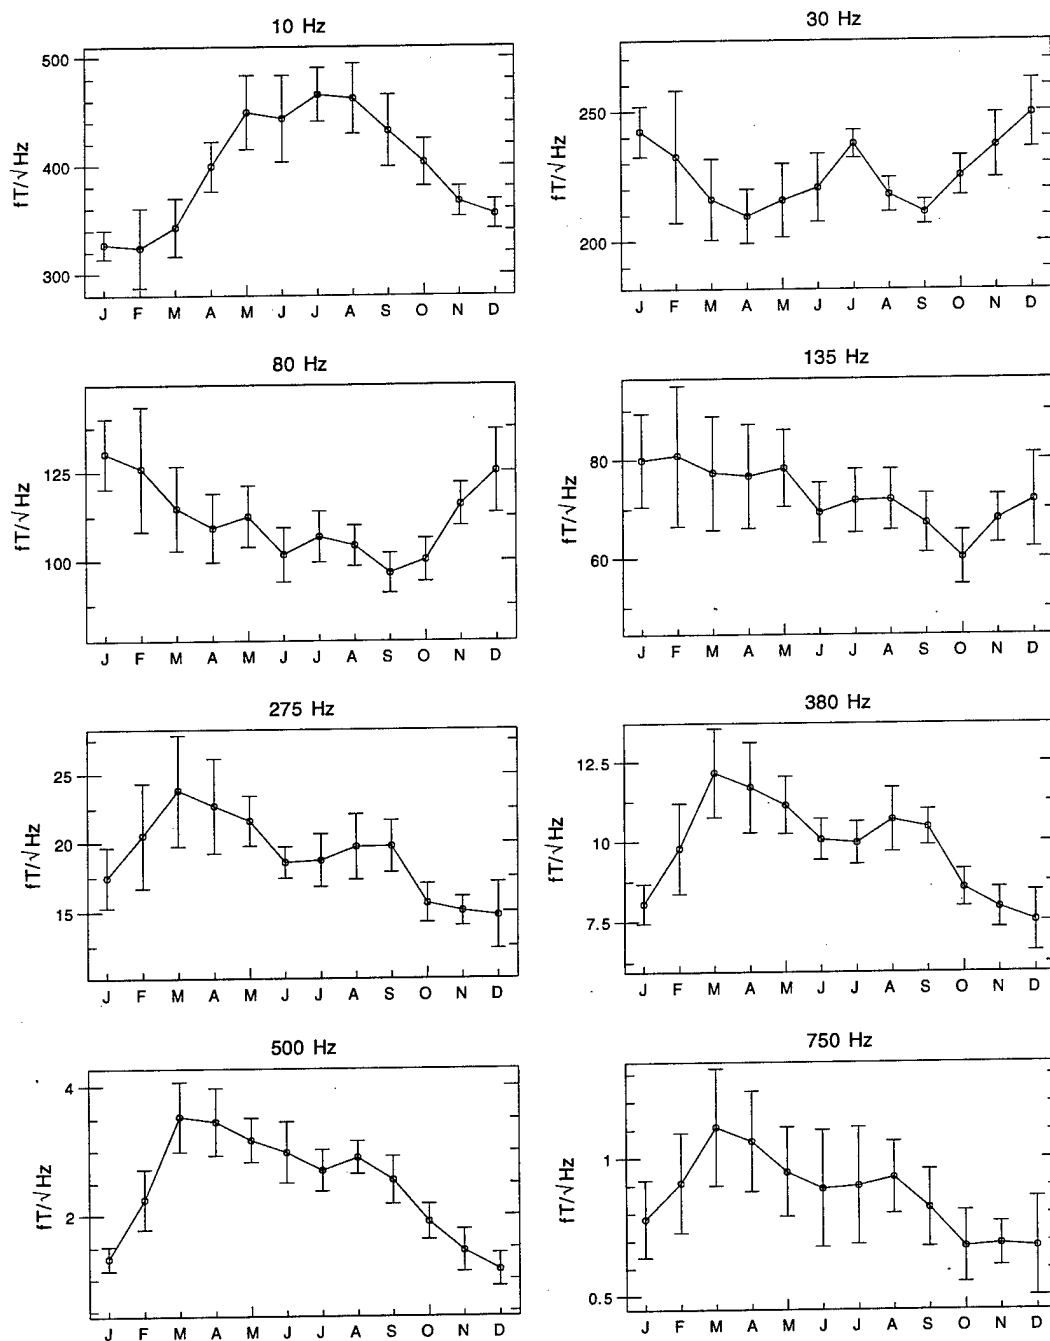 10 Hz
30 Hz
500
400
300
fT/√Hz
J F M A M J J A S O N D
250
200
fT/√Hz
J F M A M J J A S O N D
80 Hz
135 Hz
125
100
fT/√Hz
J F M A M J J A S O N D
80
60
fT/√Hz
J F M A M J J A S O N D
275 Hz
380 Hz
25
20
15
fT/√Hz
J F M A M J J A S O N D
12.5
10
7.5
fT/√Hz
J F M A M J J A S O N D
500 Hz
750 Hz
4
2
fT/√Hz
J F M A M J J A S O N D
1
0.5
fT/√Hz
J F M A M J J A S O N D